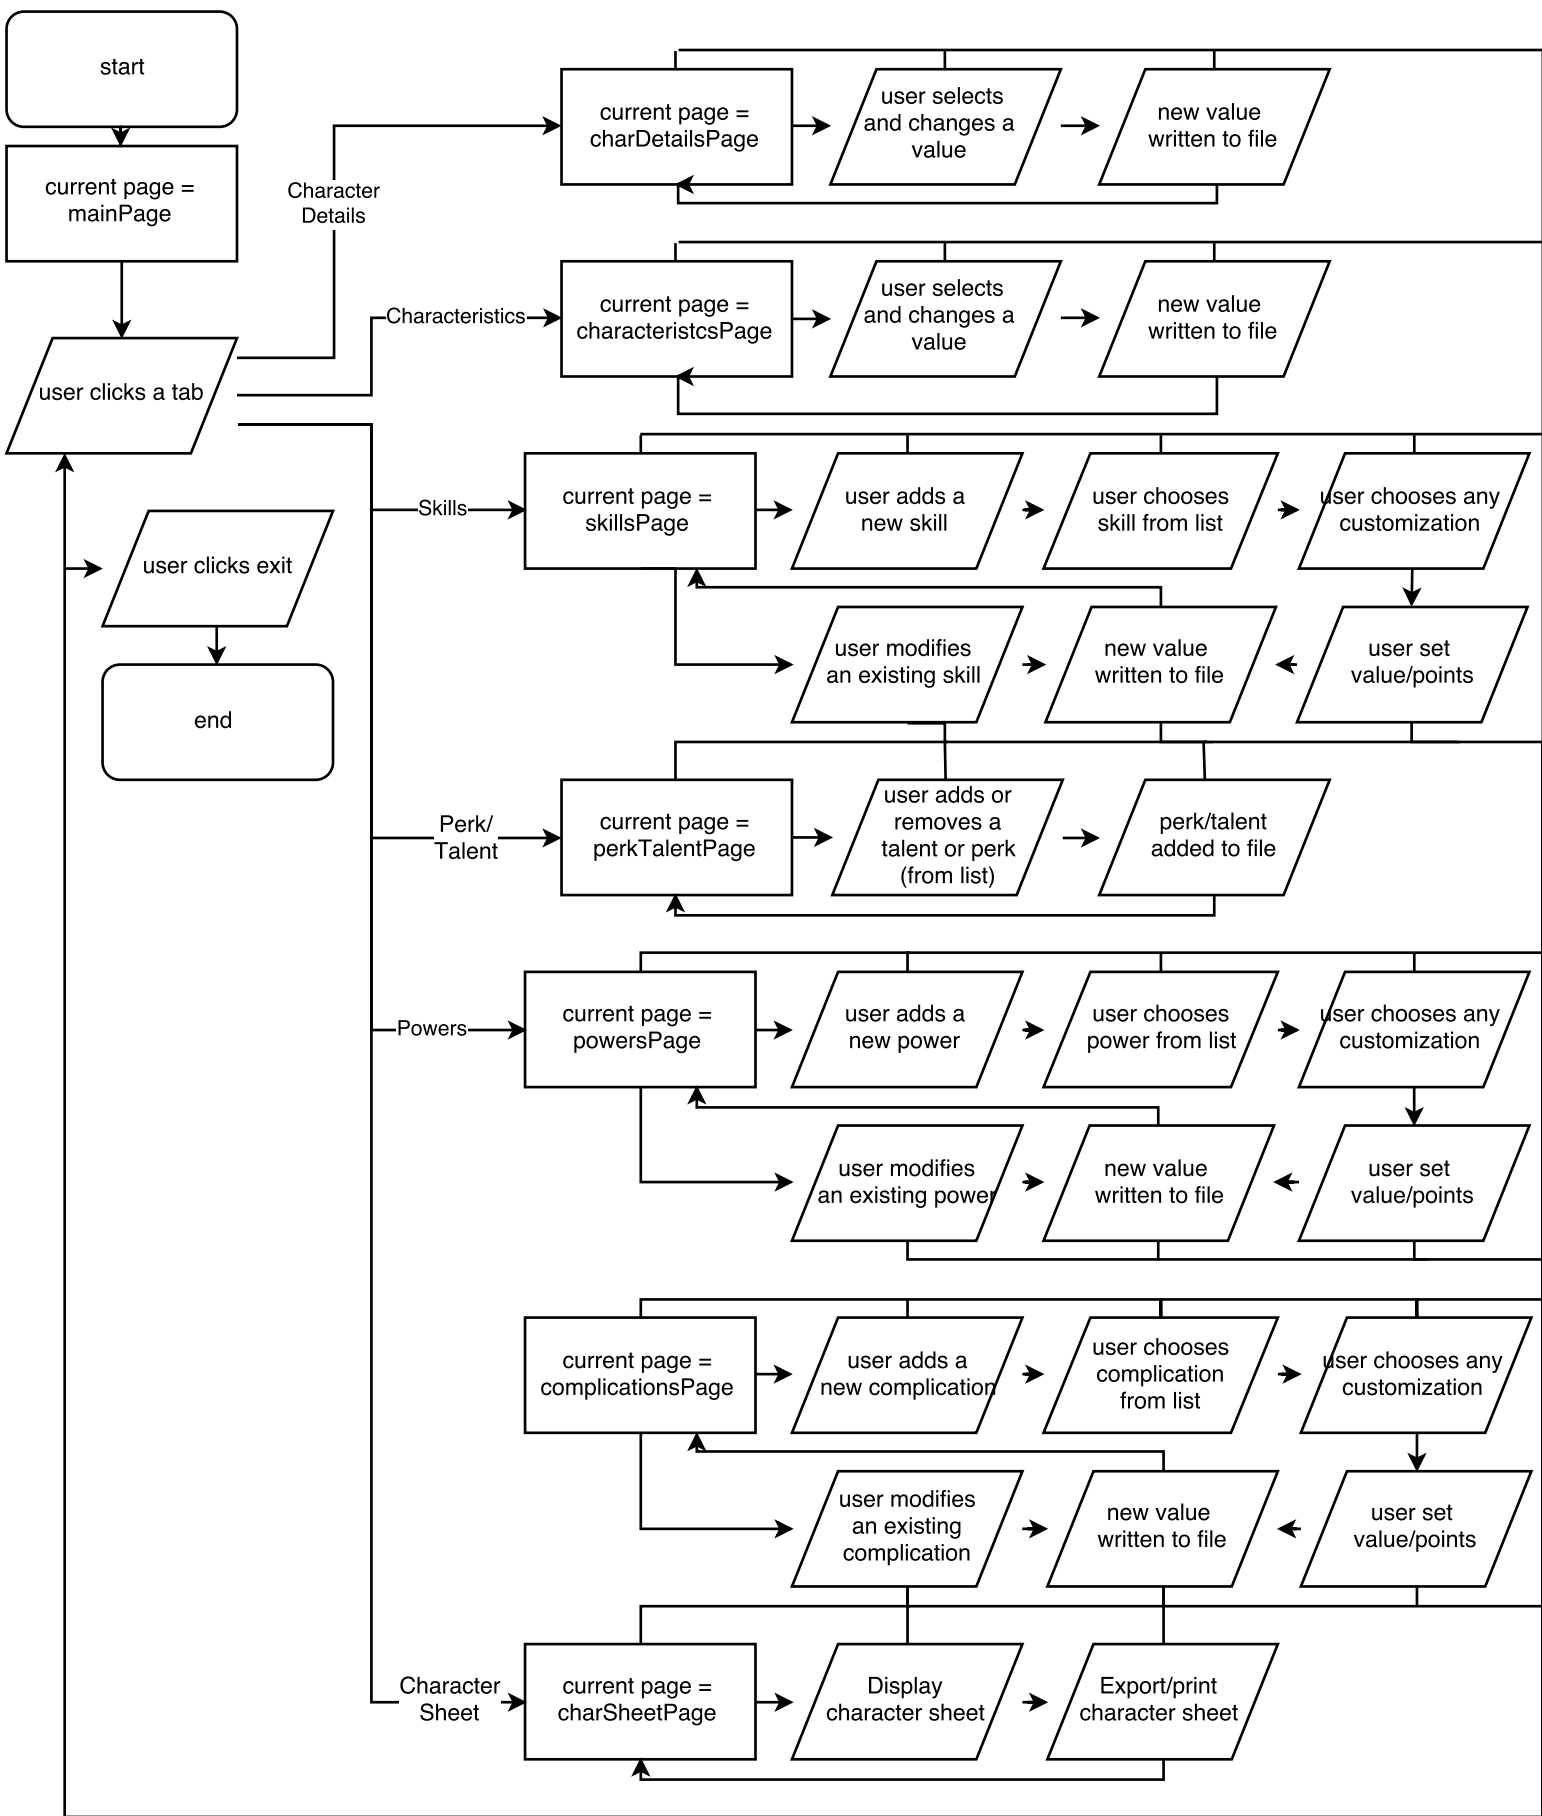 start
current page =
mainPage
user clicks a tab
user clicks exit
end
Character
Details
current page =
charDetailsPage
user selects
and changes a
value
new value
written to file
Characteristics
current page =
characteristcsPage
user selects
and changes a
value
new value
written to file
Skills
current page =
skillsPage
user adds a
new skill
user chooses
skill from list
user chooses any
customization
user modifies
an existing skill
new value
written to file
user set
value/points
Perk/
Talent
current page =
perkTalentPage
user adds or
removes a
talent or perk
(from list)
perk/talent
added to file
Powers
current page =
powersPage
user adds a
new power
user chooses
power from list
user chooses any
customization
user modifies
an existing power
new value
written to file
user set
value/points
current page =
complicationsPage
user adds a
new complication
user chooses
complication
from list
user chooses any
customization
user modifies
an existing
complication
new value
written to file
user set
value/points
Character
Sheet
current page =
charSheetPage
Display
character sheet
Export/print
character sheet